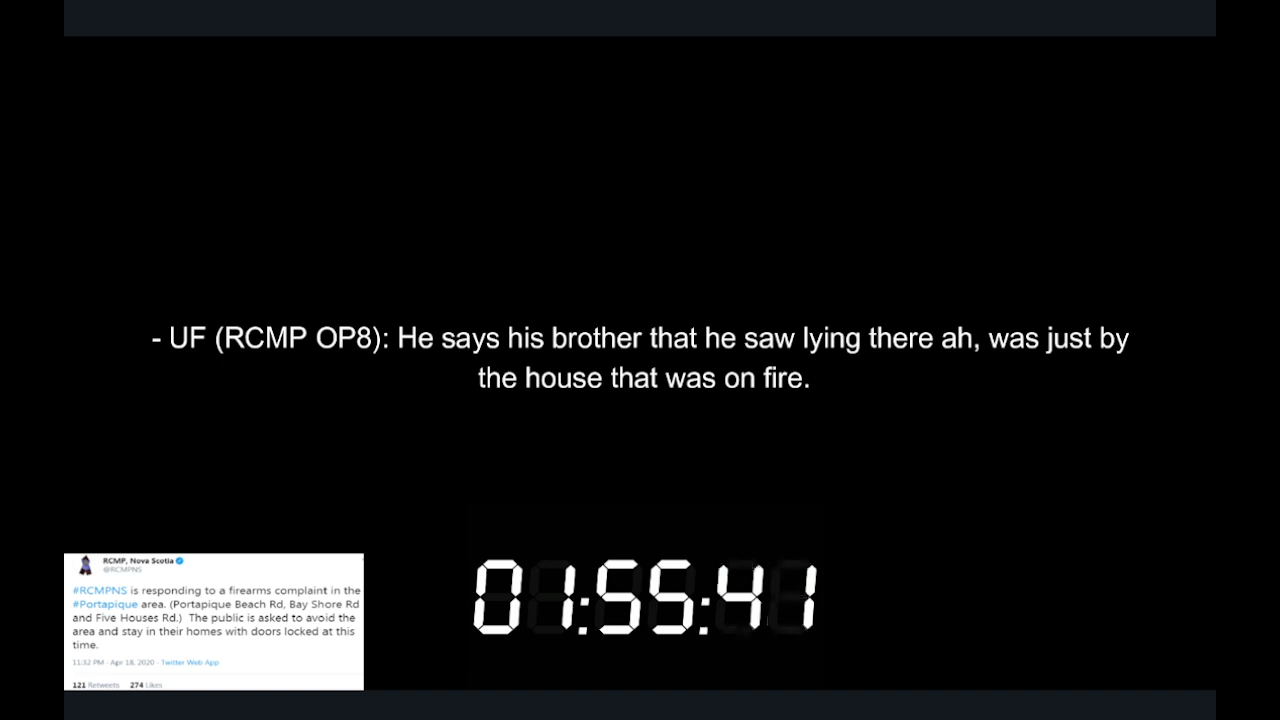 - UF (RCMP OP8): He says his brother that he saw lying there ah, was just by
the house that was on fire.
RCMP, Nova Scotia
@RCMPNS
#RCMPNS is responding to a firearms complaint in the
#Portapique area. (Portapique Beach Rd, Bay Shore Rd
and Five Houses Rd.) The public is asked to avoid the
area and stay in their homes with doors locked at this
time.
11:32 PM - Apr 18, 2020 - Twitter Web App
121 Retweets 274 Likes
01:55:41